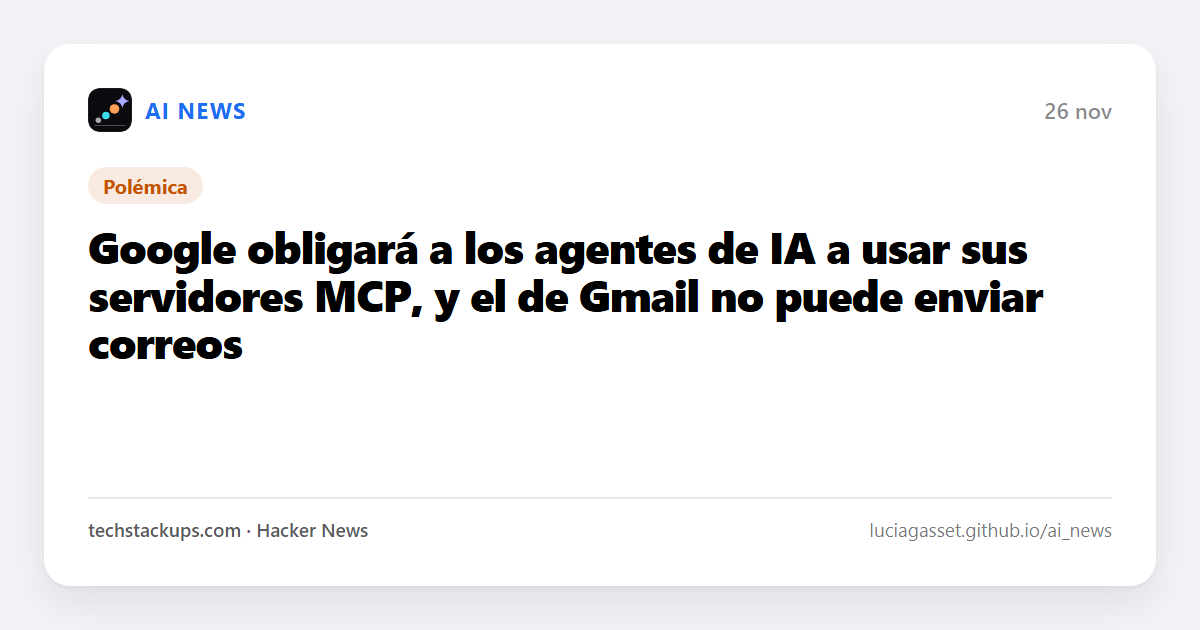 AI NEWS
26 nov
Polémica
Google obligará a los agentes de IA a usar sus
servidores MCP, y el de Gmail no puede enviar
correos
techstackups.com · Hacker News
luciagasset.github.io/ai_news